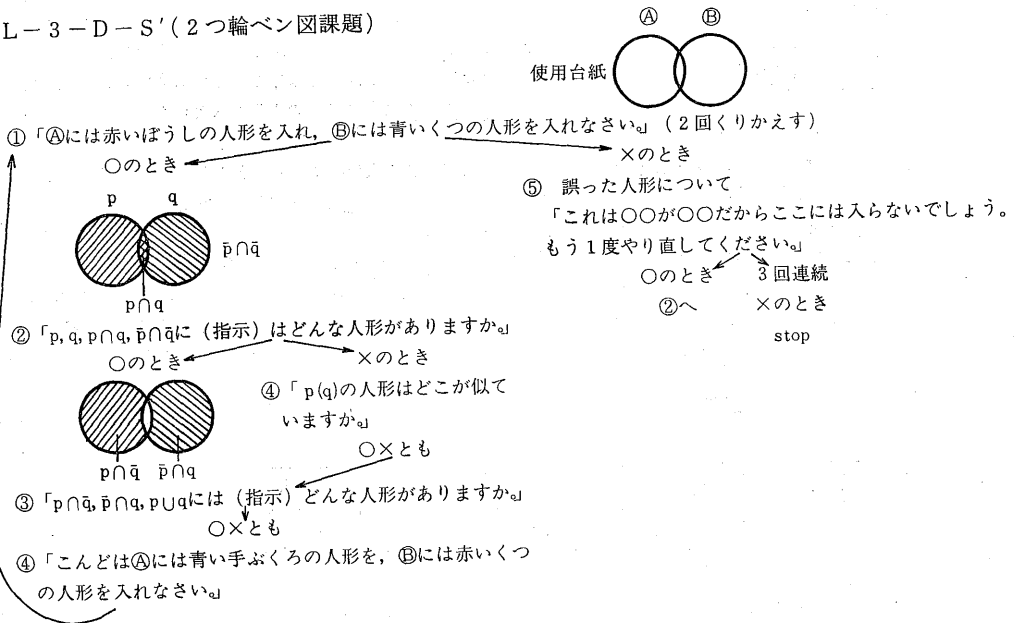 L－3－D－S′(２つ輪ベン図課題)
Ⓐ Ⓑ
使用台紙
①「Ⓐには赤いぼうしの人形を入れ，Ⓑには青いくつの人形を入れなさい。」（２回くりかえす）
○のとき
×のとき
p q
p̄∩q̄
p∩q
⑤ 誤った人形について
「これは○○が○○だからここには入らないでしょう。
もう１度やり直してください。」
○のとき 3回連続
②へ ×のとき
stop
②「p, q, p∩q, p̄∩q̄に（指示）はどんな人形がありますか。」
○のとき
×のとき
④「p(q)の人形はどこが似て
いますか。」
○×とも
p∩q̄ p̄∩q
③「p∩q̄, p̄∩q, p∪qには（指示）どんな人形がありますか。」
○×とも
④「こんどはⒶには青い手ぶくろの人形を，Ⓑには赤いくつ
の人形を入れなさい。」